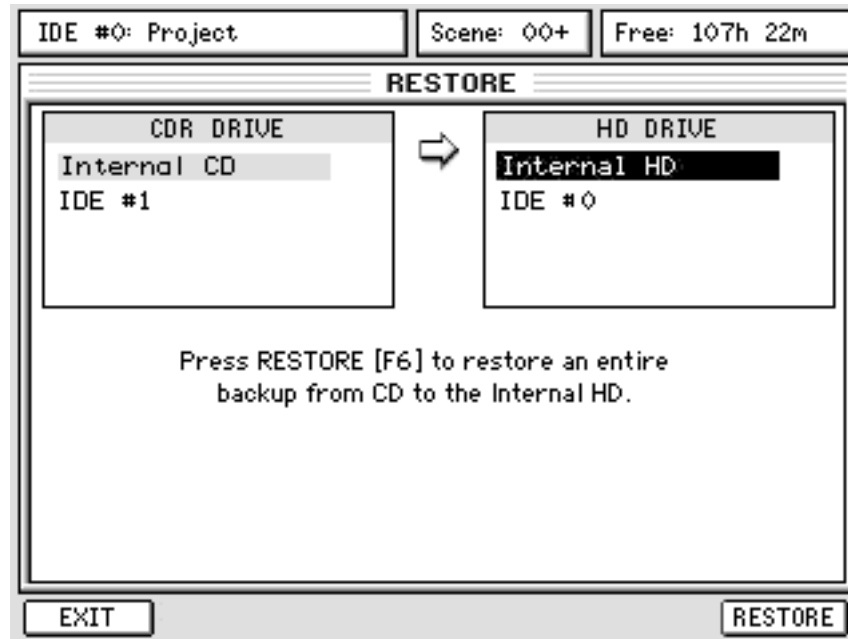 IDE #0: Project
Scene: 00+
Free: 107h 22m
RESTORE
CDR DRIVE
Internal CD
IDE #1
HD DRIVE
Internal HD
IDE #0
Press RESTORE [F6] to restore an entire
backup from CD to the Internal HD.
EXIT
RESTORE